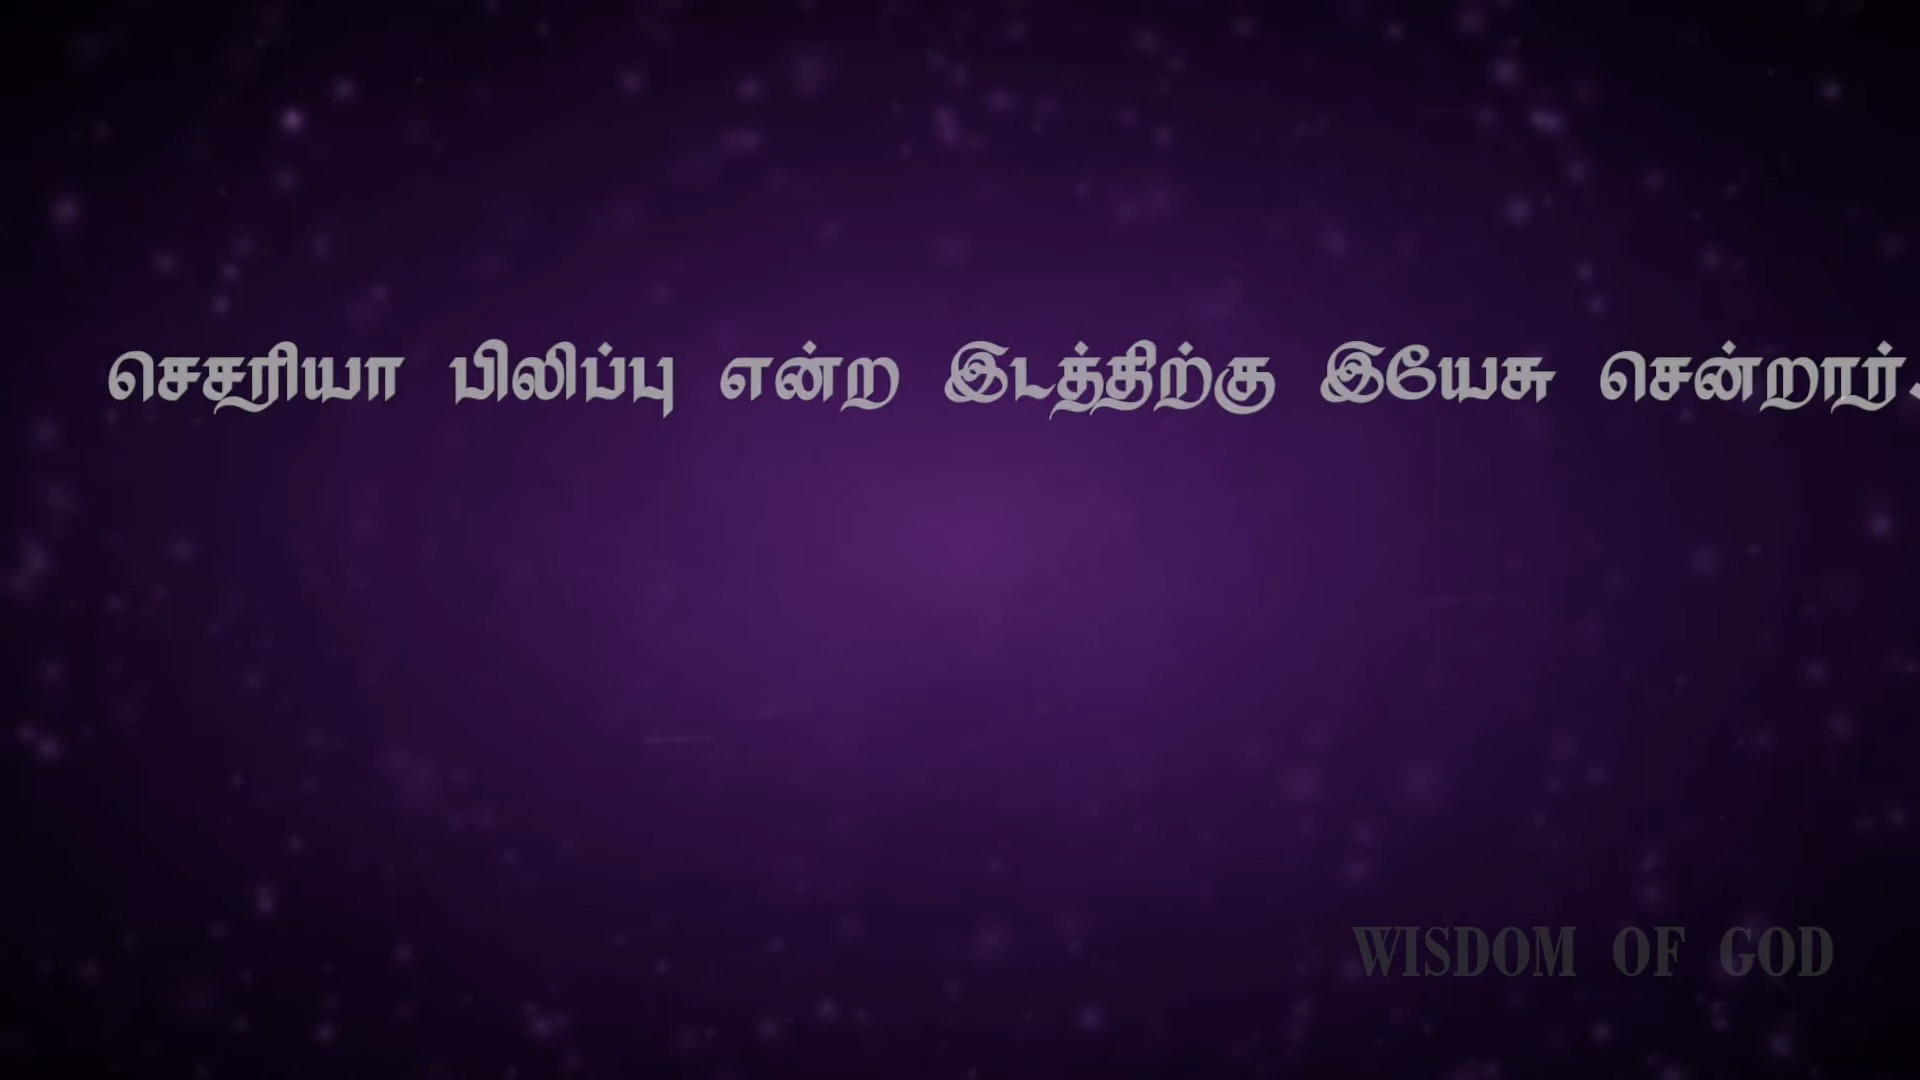 செசரியா பிலிப்பு என்ற இடத்திற்கு இயேசு சென்றார்.
WISDOM OF GOD